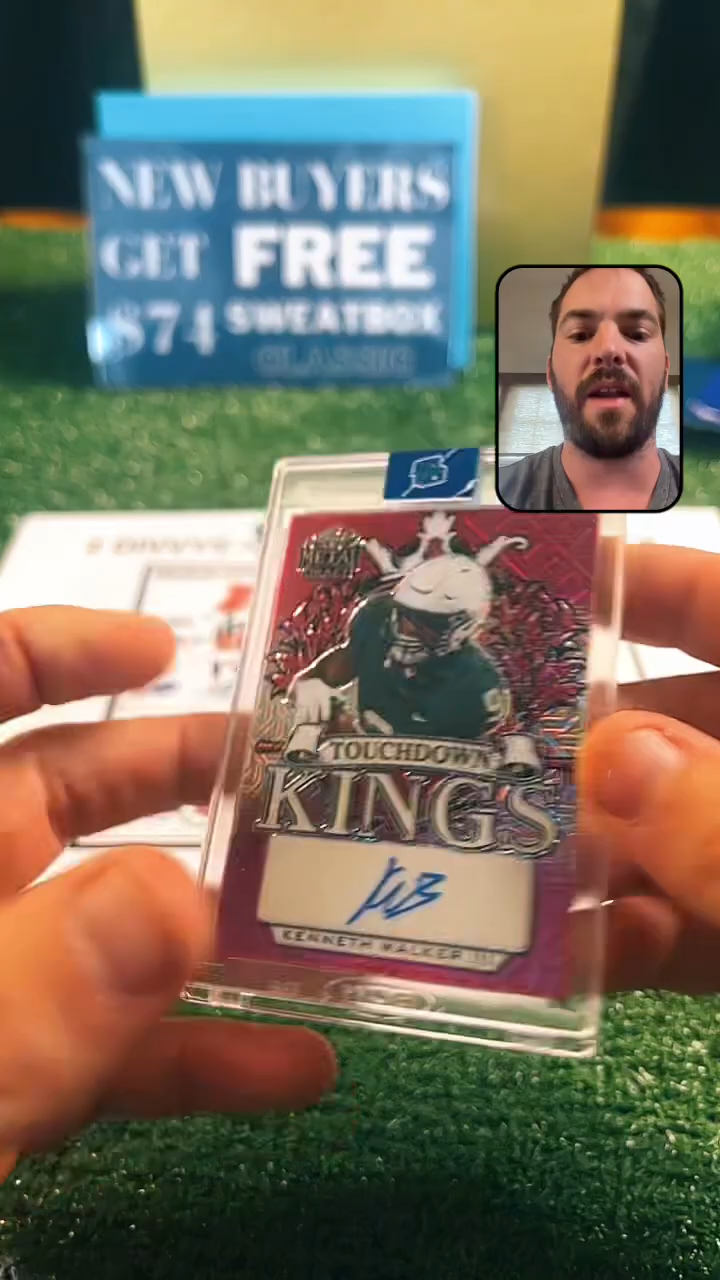 NEW BUYERS
GET FREE
$74 SWEATBOX
CLASSIC
TOUCHDOWN
KINGS
KENNETH WALKER III